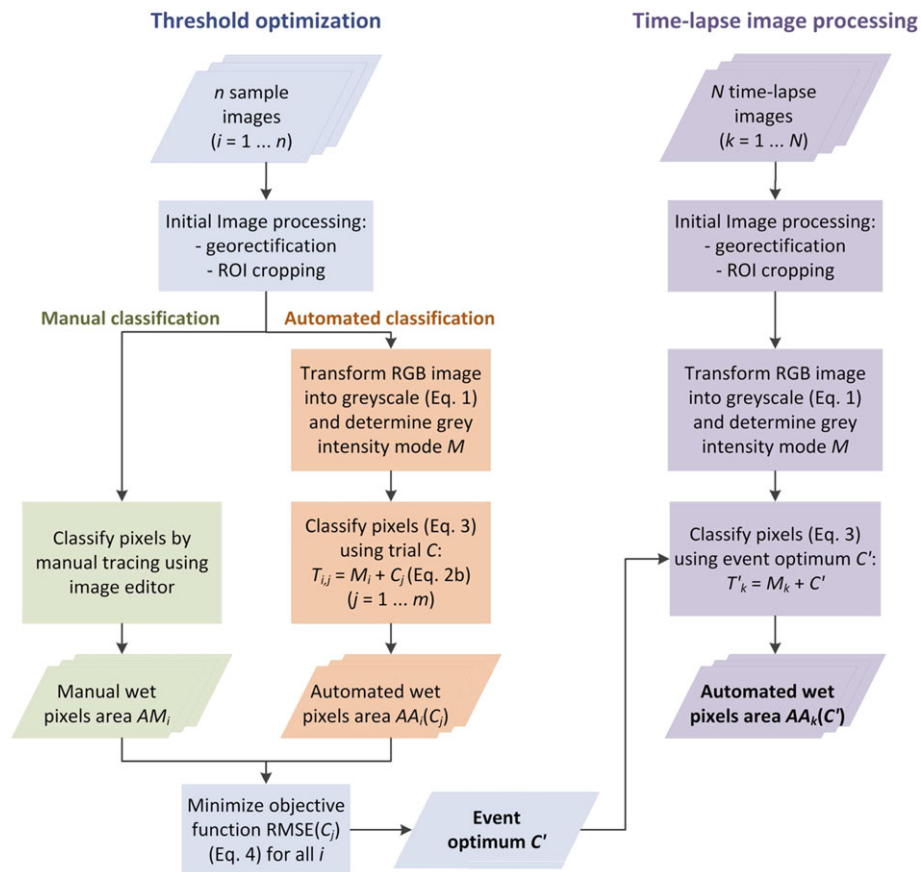 Threshold optimization
n sample
images
(i = 1 ... n)
Initial Image processing:
- georectification
- ROI cropping
Manual classification
Automated classification
Transform RGB image
into greyscale (Eq. 1)
and determine grey
intensity mode M
Classify pixels by
manual tracing using
image editor
Classify pixels (Eq. 3)
using trial C:
Ti,j = Mi + Cj (Eq. 2b)
(j = 1 ... m)
Manual wet
pixels area AMi
Automated wet
pixels area AAi(Cj)
Minimize objective
function RMSE(Cj)
(Eq. 4) for all i
Event
optimum C'
Time-lapse image processing
N time-lapse
images
(k = 1 ... N)
Initial Image processing:
- georectification
- ROI cropping
Transform RGB image
into greyscale (Eq. 1)
and determine grey
intensity mode M
Classify pixels (Eq. 3)
using event optimum C':
T'k = Mk + C'
Automated wet
pixels area AAk(C')